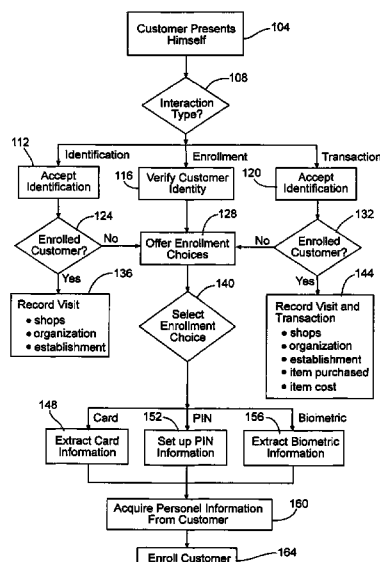 Customer Presents
Himself
104
108
Interaction
Type?
112
Identification
Enrollment
Transaction
Accept
Identification
116
Verify Customer
Identity
120
Accept
Identification
124
128
132
Enrolled
Customer?
No
Offer Enrollment
Choices
No
Enrolled
Customer?
Yes
136
140
Yes
144
Record Visit
• shops
• organization
• establishment
Select
Enrollment
Choice
Record Visit and
Transaction
• shops
• organization
• establishment
• item purchased
• item cost
148
Card
152
PIN
156
Biometric
Extract Card
Information
Set up PIN
Information
Extract Biometric
Information
Acquire Personel Information
From Customer
160
Enroll Customer
164